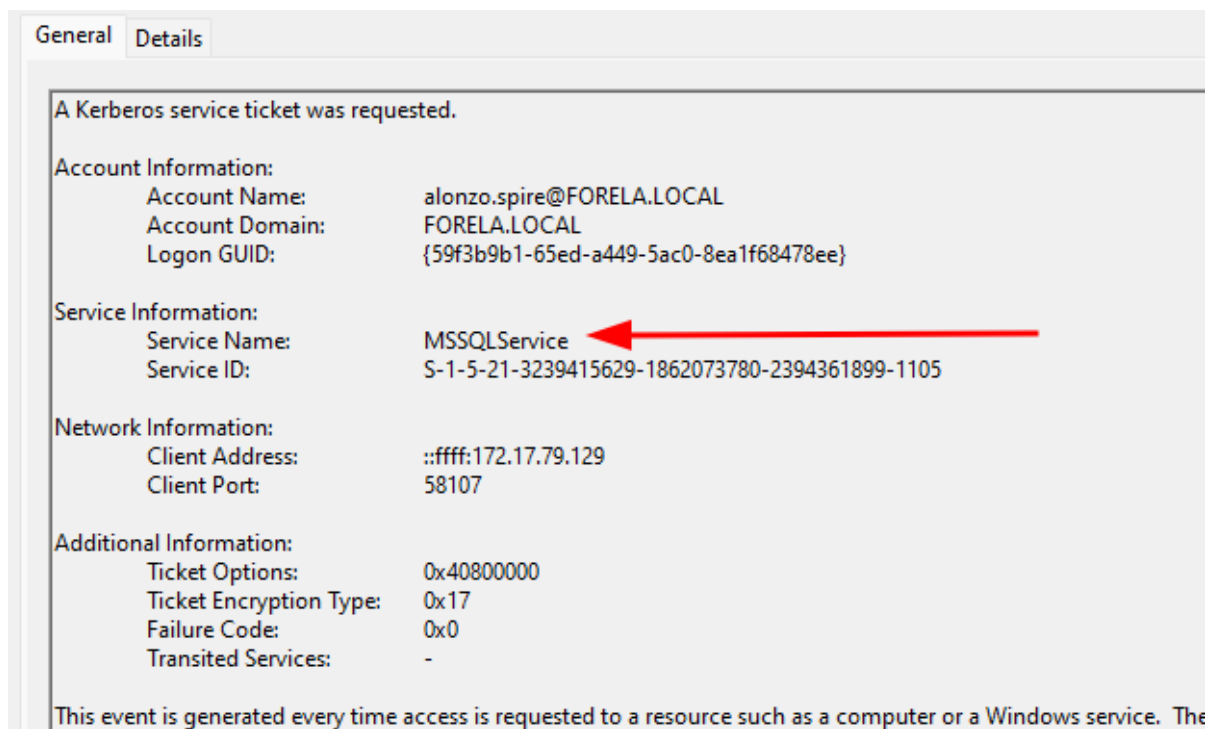 General Details
A Kerberos service ticket was requested.
Account Information:
Account Name: alonzo.spire@FORELA.LOCAL
Account Domain: FORELA.LOCAL
Logon GUID: {59f3b9b1-65ed-a449-5ac0-8ea1f68478ee}
Service Information:
Service Name: MSSQLService
Service ID: S-1-5-21-3239415629-1862073780-2394361899-1105
Network Information:
Client Address: ::ffff:172.17.79.129
Client Port: 58107
Additional Information:
Ticket Options: 0x40800000
Ticket Encryption Type: 0x17
Failure Code: 0x0
Transited Services: -
This event is generated every time access is requested to a resource such as a computer or a Windows service. The